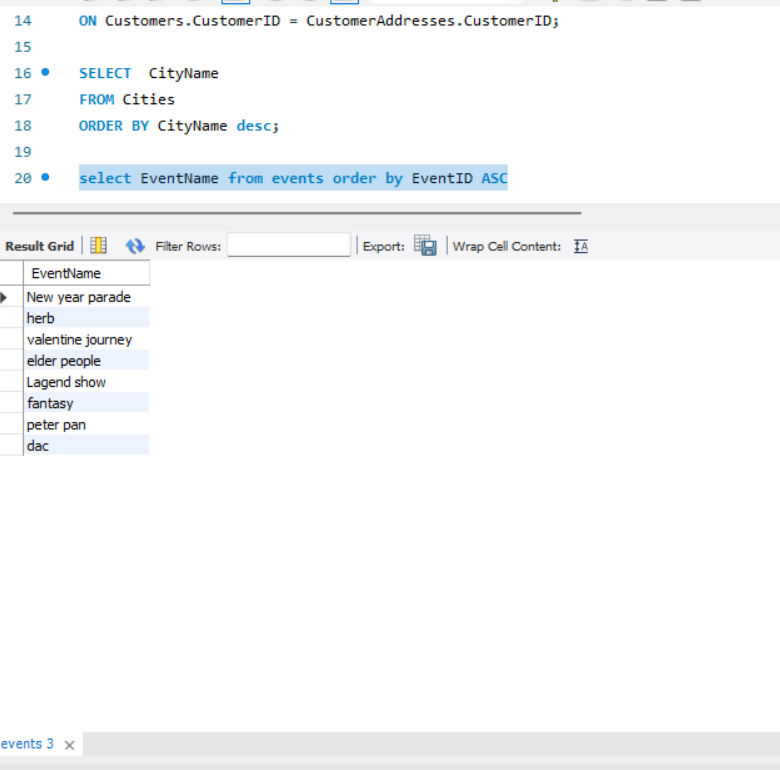 14 ON Customers.CustomerID = CustomerAddresses.CustomerID;
15
16 SELECT CityName
17 FROM Cities
18 ORDER BY CityName desc;
19
20 select EventName from events order by EventID ASC
Result Grid Filter Rows: Export: Wrap Cell Content: IA
EventName
New year parade
herb
valentine journey
elder people
Lagend show
fantasy
peter pan
dac
events 3